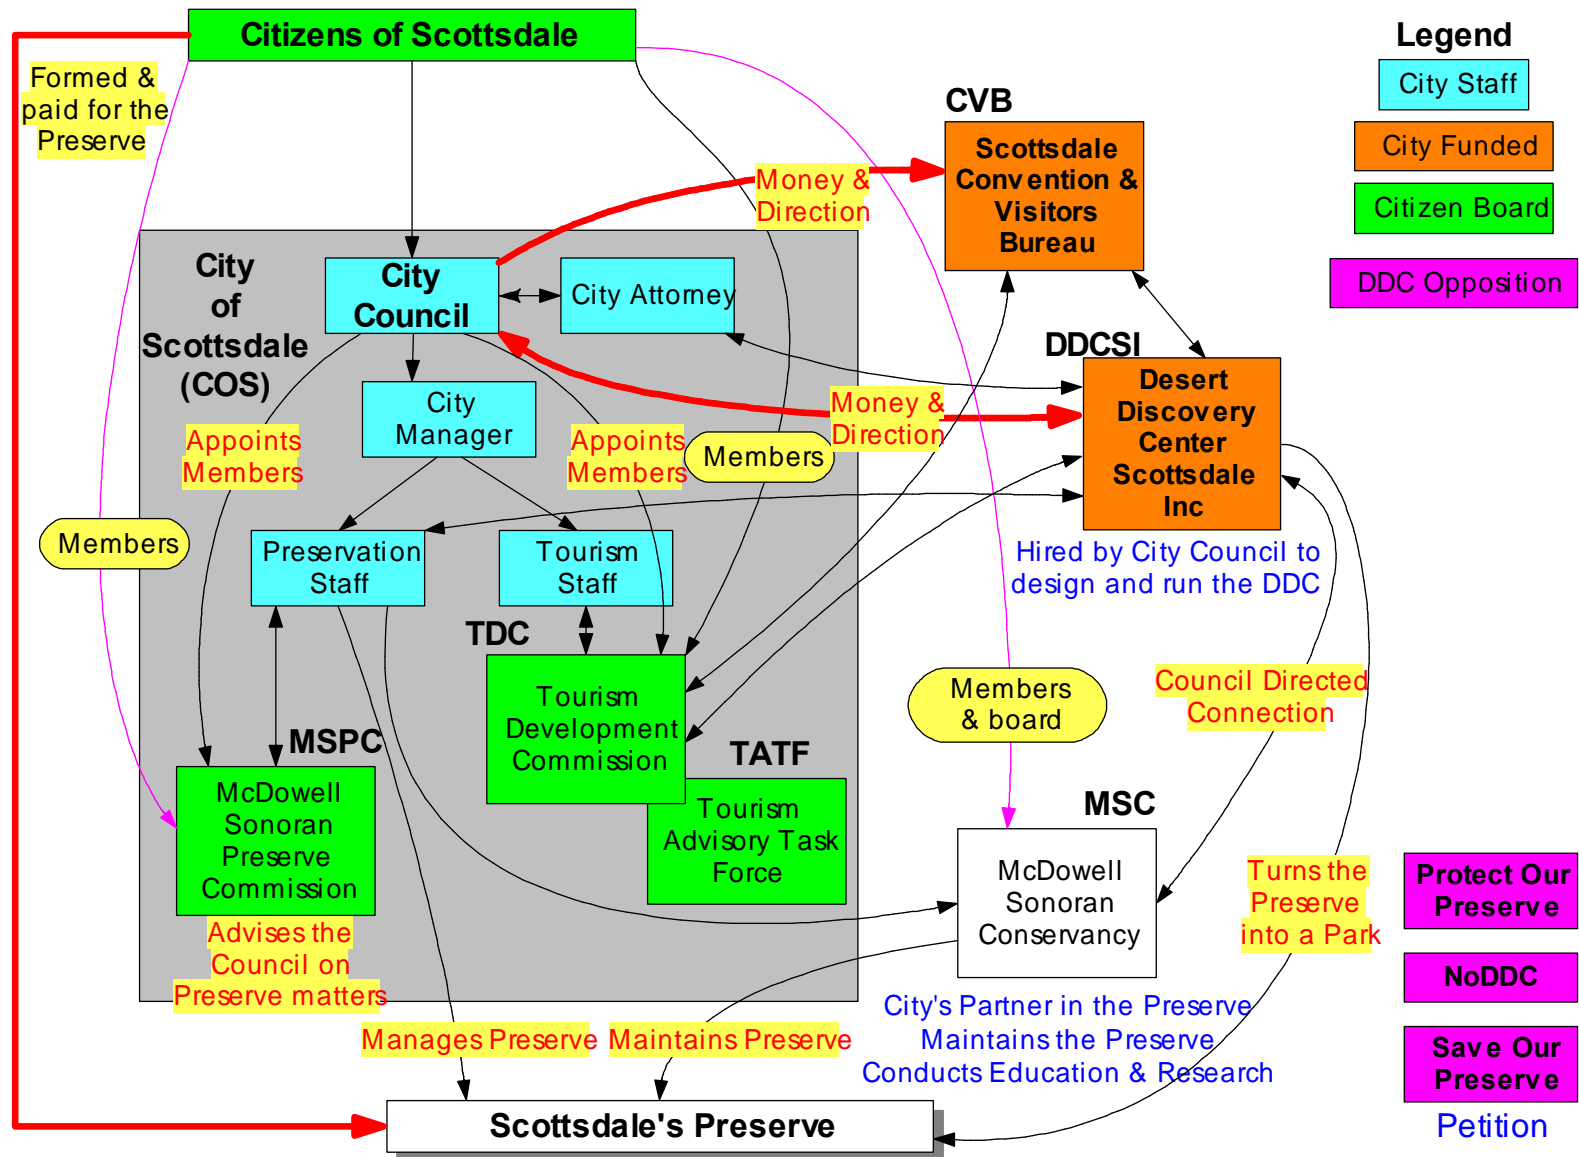 Citizens of Scottsdale
Formed &
paid for the
Preserve
Legend
City Staff
City Funded
Citizen Board
DDC Opposition
CVB
Scottsdale
Convention &
Visitors
Bureau
Money &
Direction
City
of
Scottsdale
(COS)
City
Council
City Attorney
City
Manager
DDCSI
Desert
Discovery
Center
Scottsdale
Inc
Hired by City Council to
design and run the DDC
Money &
Direction
Appoints
Members
Appoints
Members
Members
Members
Preservation
Staff
Tourism
Staff
TDC
Tourism
Development
Commission
TATF
Tourism
Advisory Task
Force
MSPC
McDowell
Sonoran
Preserve
Commission
Advises the
Council on
Preserve matters
Members
& board
Council Directed
Connection
MSC
McDowell
Sonoran
Conservancy
City's Partner in the Preserve
Maintains the Preserve
Conducts Education & Research
Turns the
Preserve
into a Park
Manages Preserve
Maintains Preserve
Scottsdale's Preserve
Protect Our
Preserve
NoDDC
Save Our
Preserve
Petition